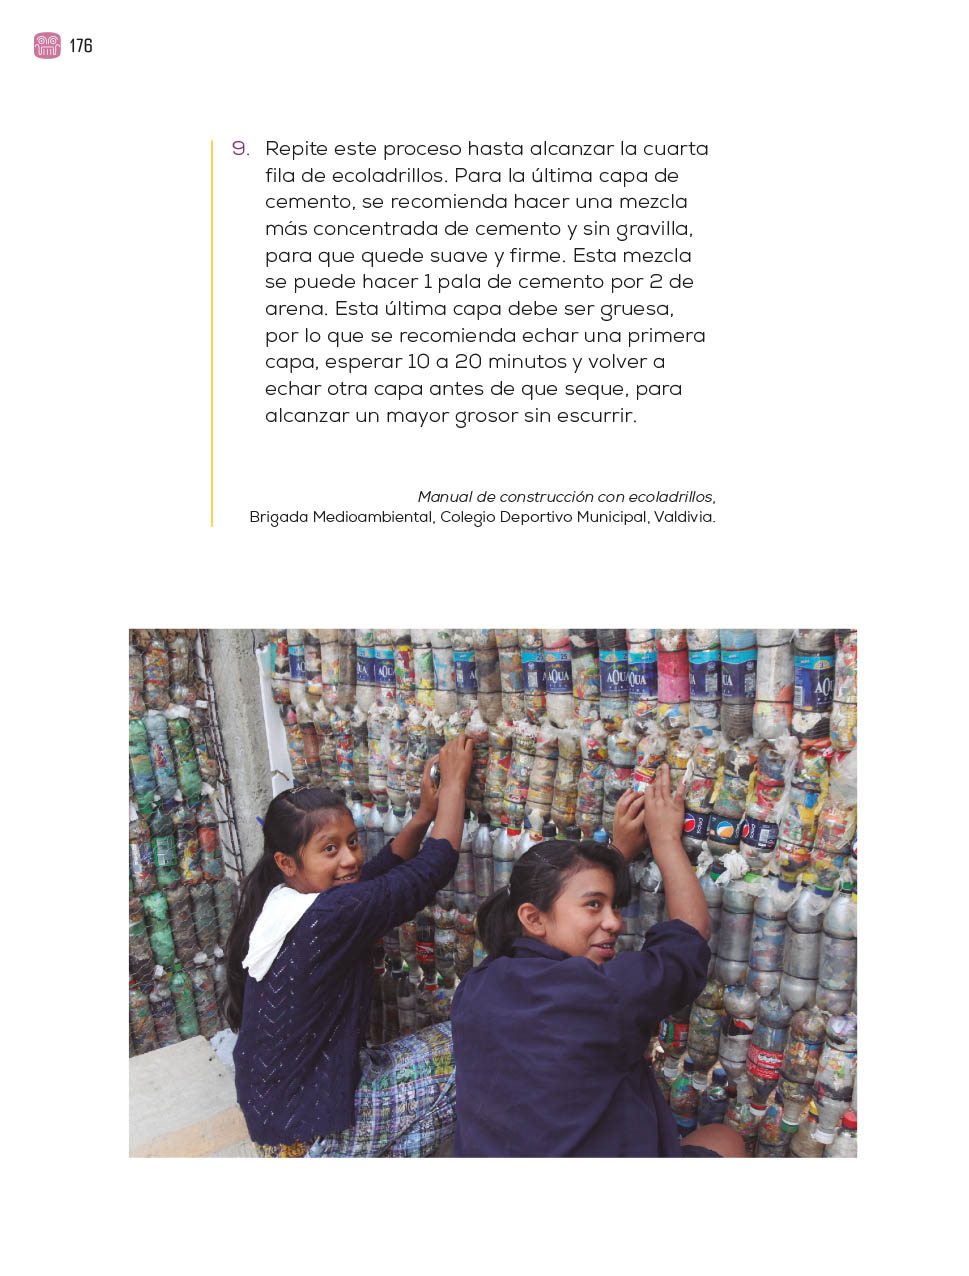 176
9. Repite este proceso hasta alcanzar la cuarta
fila de ecoladrillos. Para la última capa de
cemento, se recomienda hacer una mezcla
más concentrada de cemento y sin gravilla,
para que quede suave y firme. Esta mezcla
se puede hacer 1 pala de cemento por 2 de
arena. Esta última capa debe ser gruesa,
por lo que se recomienda echar una primera
capa, esperar 10 a 20 minutos y volver a
echar otra capa antes de que seque, para
alcanzar un mayor grosor sin escurrir.
Manual de construcción con ecoladrillos,
Brigada Medioambiental, Colegio Deportivo Municipal, Valdivia.
AQUA
AQUA
AQUA